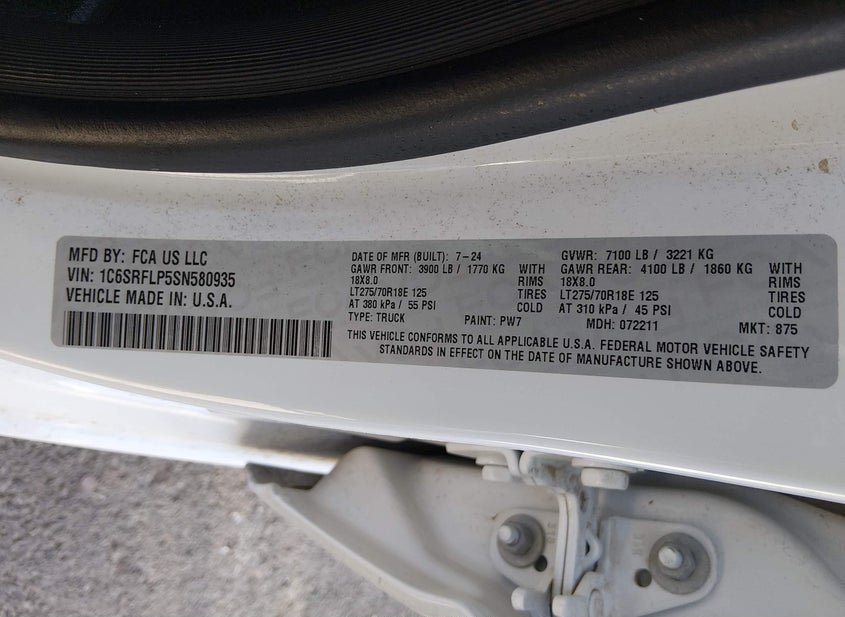 MFD BY: FCA US LLC
VIN: 1C6SRFLP5SN580935
VEHICLE MADE IN: U.S.A.
DATE OF MFR (BUILT): 7-24
GAWR FRONT: 3900 LB / 1770 KG WITH
18X8.0 RIMS
LT275/70R18E 125 TIRES
AT 380 kPa / 55 PSI COLD
TYPE: TRUCK PAINT: PW7
GVWR: 7100 LB / 3221 KG
GAWR REAR: 4100 LB / 1860 KG WITH
18X8.0 RIMS
LT275/70R18E 125 TIRES
AT 310 kPa / 45 PSI COLD
MDH: 072211 MKT: 875
THIS VEHICLE CONFORMS TO ALL APPLICABLE U.S.A. FEDERAL MOTOR VEHICLE SAFETY
STANDARDS IN EFFECT ON THE DATE OF MANUFACTURE SHOWN ABOVE.